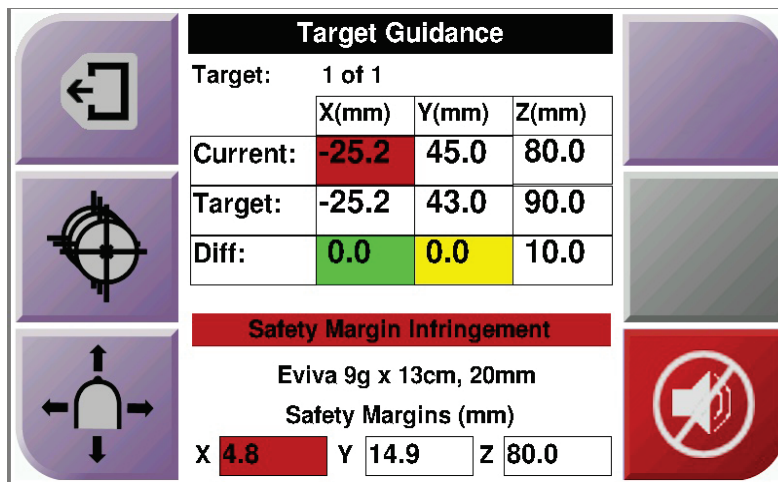 Target Guidance
Target: 1 of 1
X(mm) Y(mm) Z(mm)
Current: -25.2 45.0 80.0
Target: -25.2 43.0 90.0
Diff: 0.0 0.0 10.0
Safety Margin Infringement
Eviva 9g x 13cm, 20mm
Safety Margins (mm)
X 4.8 Y 14.9 Z 80.0